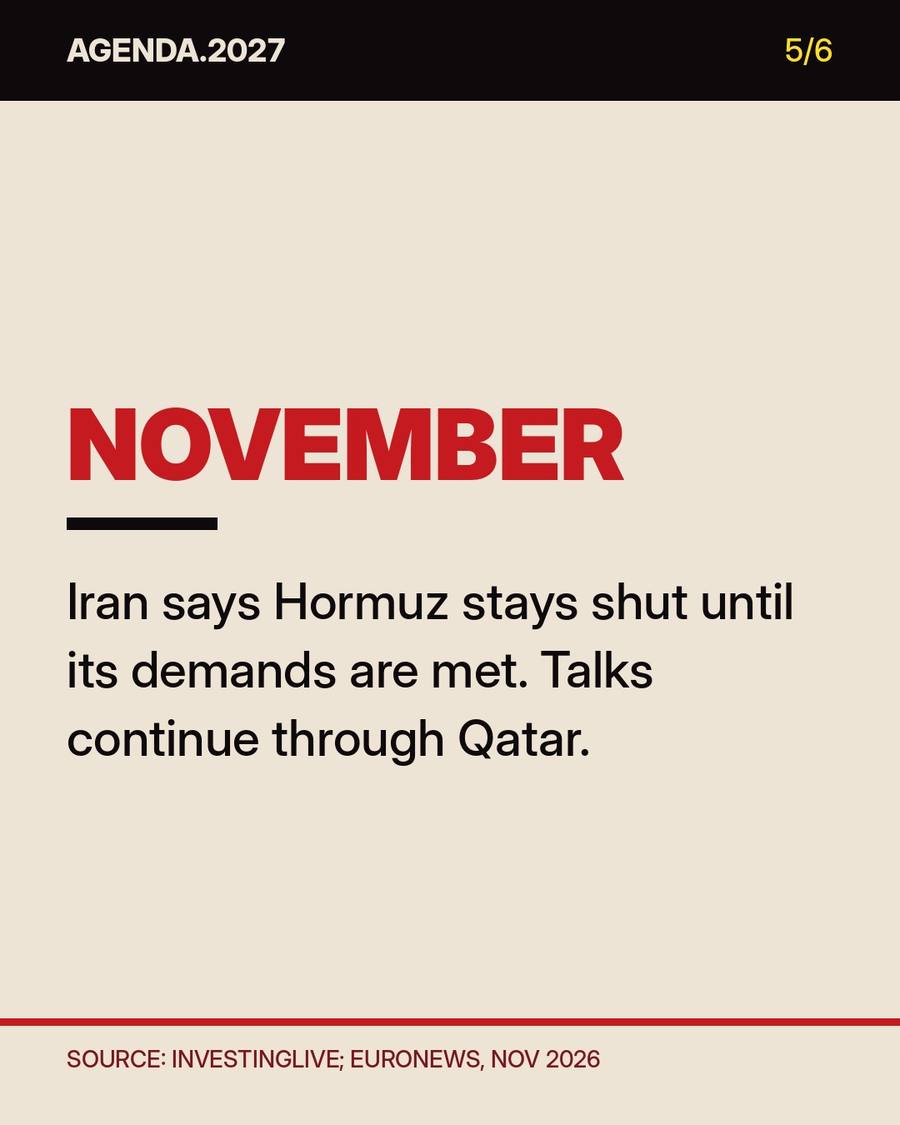 AGENDA.2027
5/6
NOVEMBER
Iran says Hormuz stays shut until
its demands are met. Talks
continue through Qatar.
SOURCE: INVESTINGLIVE; EURONEWS, NOV 2026